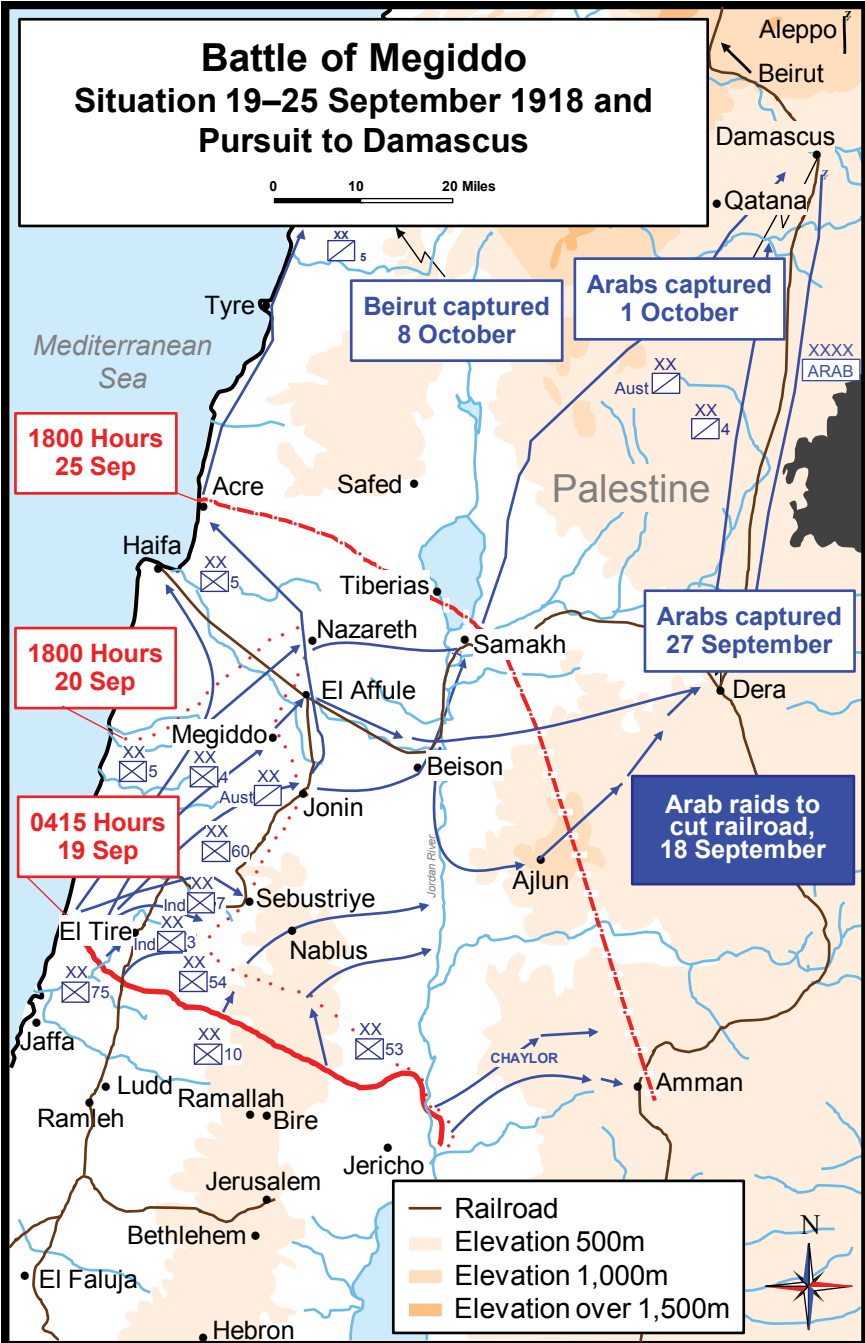 Battle of Megiddo
Situation 19–25 September 1918 and
Pursuit to Damascus
0 10 20 Miles
Aleppo
Beirut
Damascus
Qatana
XX
5
Beirut captured
8 October
Arabs captured
1 October
Tyre
Mediterranean
Sea
XXXX
ARAB
XX
Aust
XX
4
1800 Hours
25 Sep
Acre
Safed
Palestine
Haifa
XX
5
Tiberias
Arabs captured
27 September
Nazareth
Samakh
1800 Hours
20 Sep
El Affule
Dera
Megiddo
XX
5
XX
4
Beison
XX
Aust
Jonin
Arab raids to
cut railroad,
18 September
0415 Hours
19 Sep
XX
60
Jordan River
Ajlun
XX
Ind 7
Sebustriye
El Tire
XX
Ind 3
Nablus
XX
54
XX
75
Jaffa
XX
10
XX
53
CHAYLOR
Ludd
Amman
Ramleh
Ramallah
Bire
Jericho
Jerusalem
Bethlehem
El Faluja
Hebron
Railroad
Elevation 500m
Elevation 1,000m
Elevation over 1,500m
N